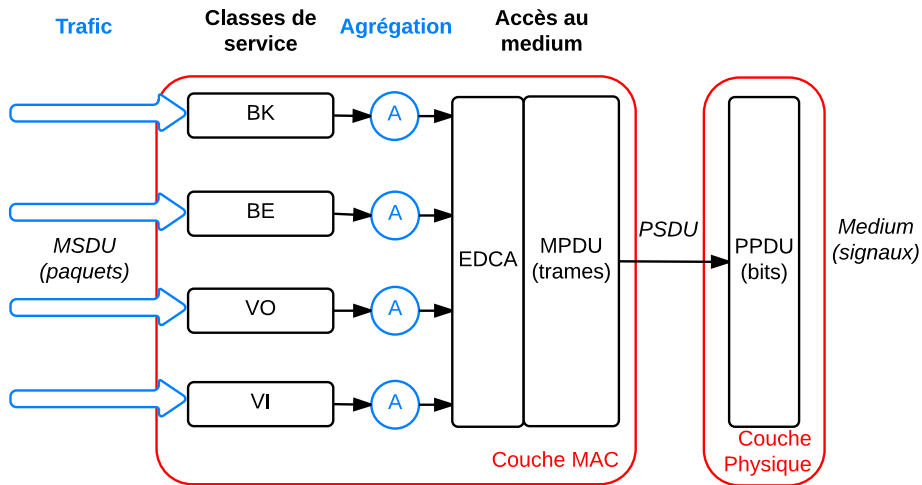 Trafic
Classes de
service
Agrégation
Accès au
medium
BK
A
BE
A
MSDU
(paquets)
EDCA
MPDU
(trames)
PSDU
PPDU
(bits)
Medium
(signaux)
VO
A
VI
A
Couche MAC
Couche
Physique